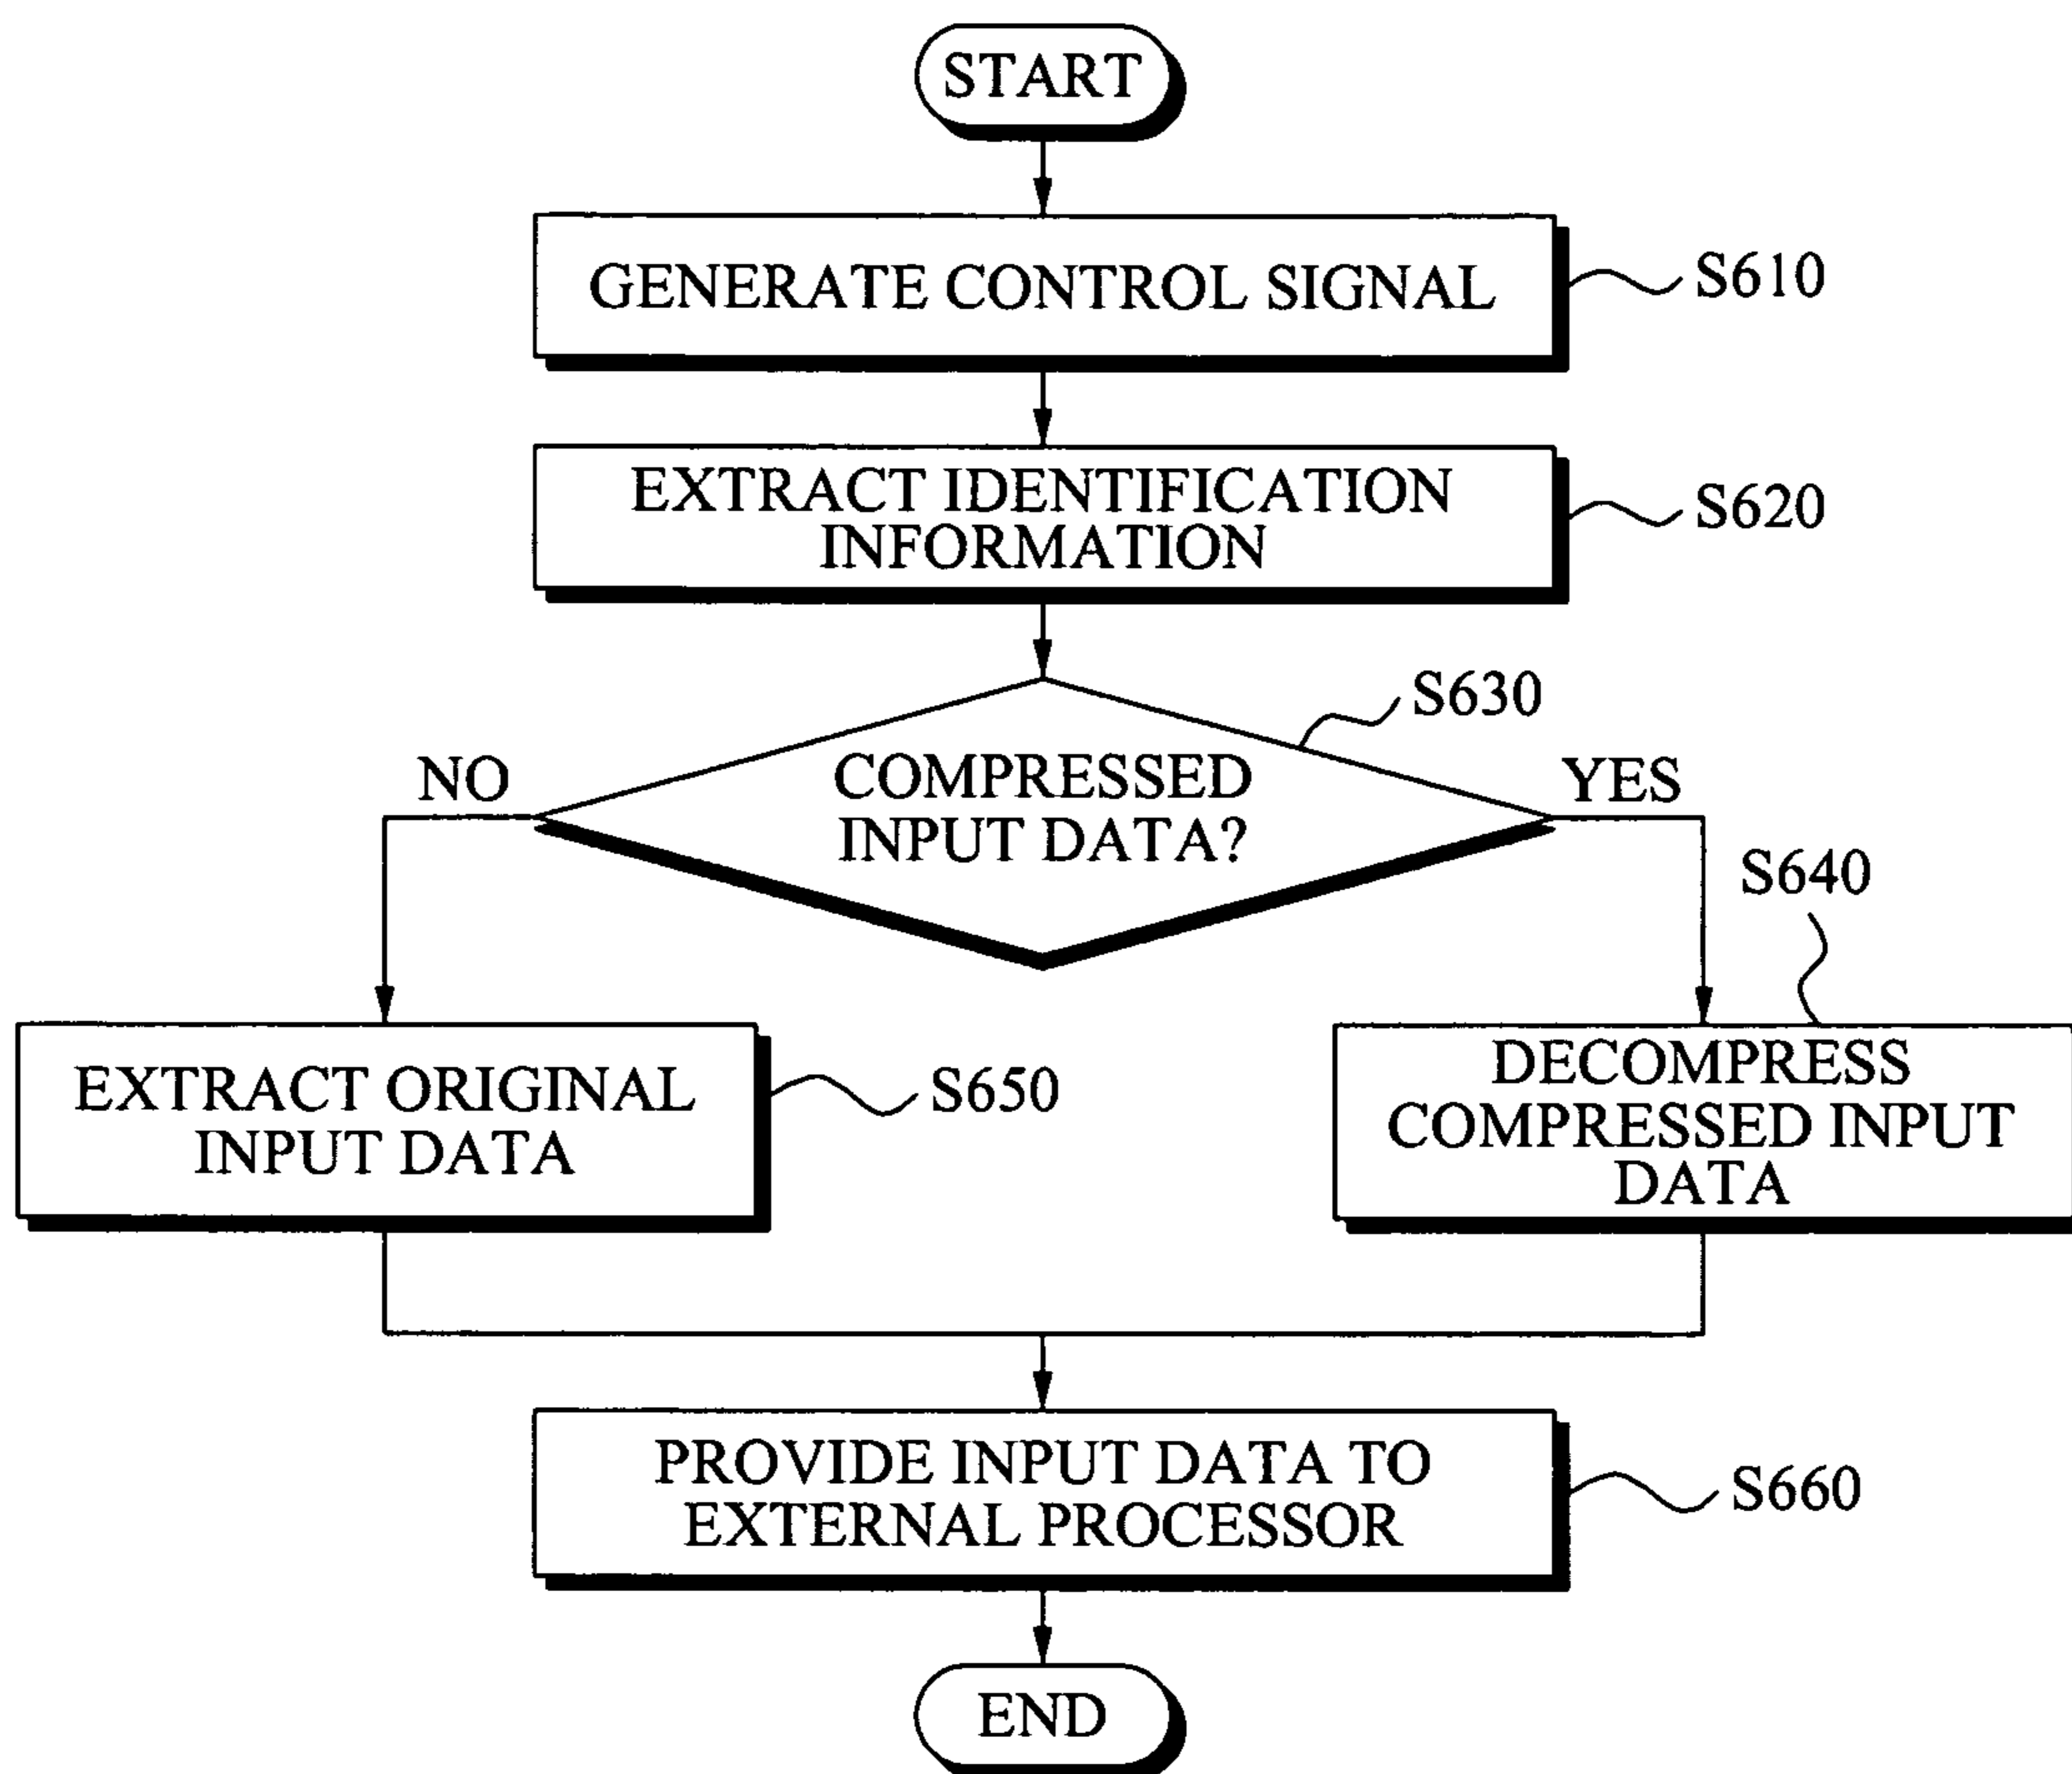 START
GENERATE CONTROL SIGNAL
S610
EXTRACT IDENTIFICATION
INFORMATION
S620
S630
COMPRESSED
INPUT DATA?
NO
YES
S640
EXTRACT ORIGINAL
INPUT DATA
S650
DECOMPRESS
COMPRESSED INPUT
DATA
PROVIDE INPUT DATA TO
EXTERNAL PROCESSOR
S660
END